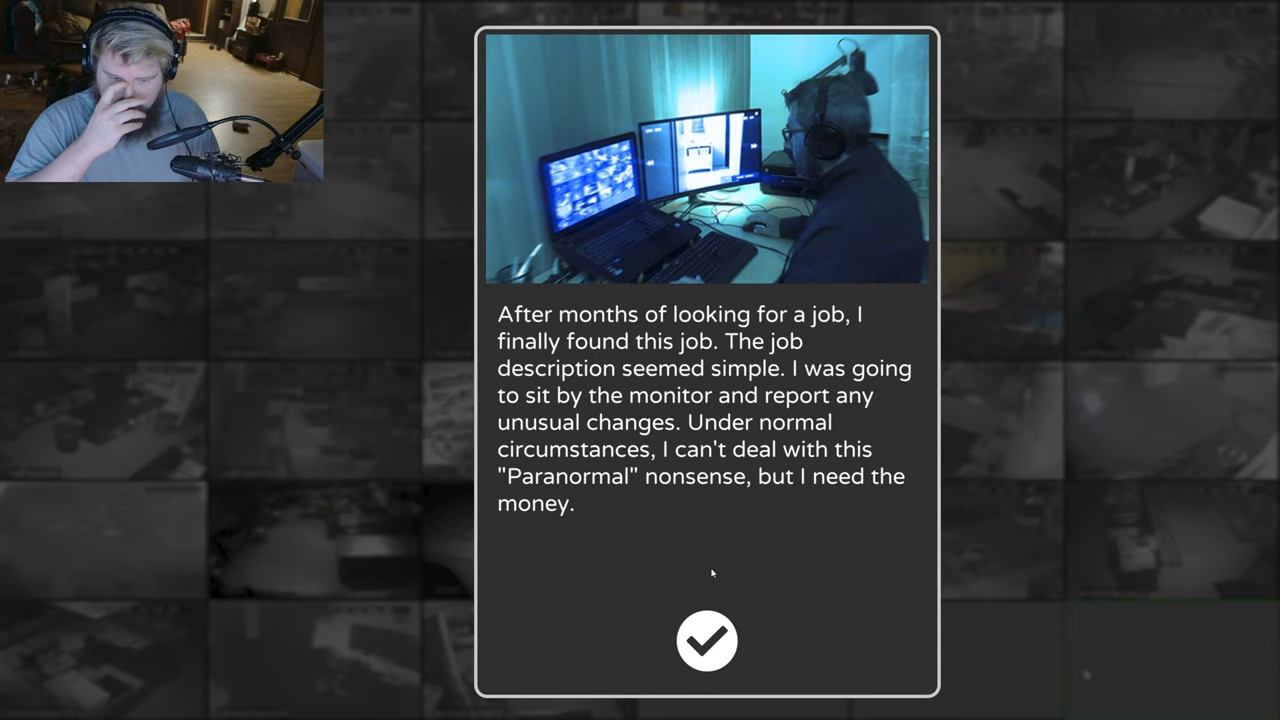 After months of looking for a job, I
finally found this job. The job
description seemed simple. I was going
to sit by the monitor and report any
unusual changes. Under normal
circumstances, I can't deal with this
"Paranormal" nonsense, but I need the
money.